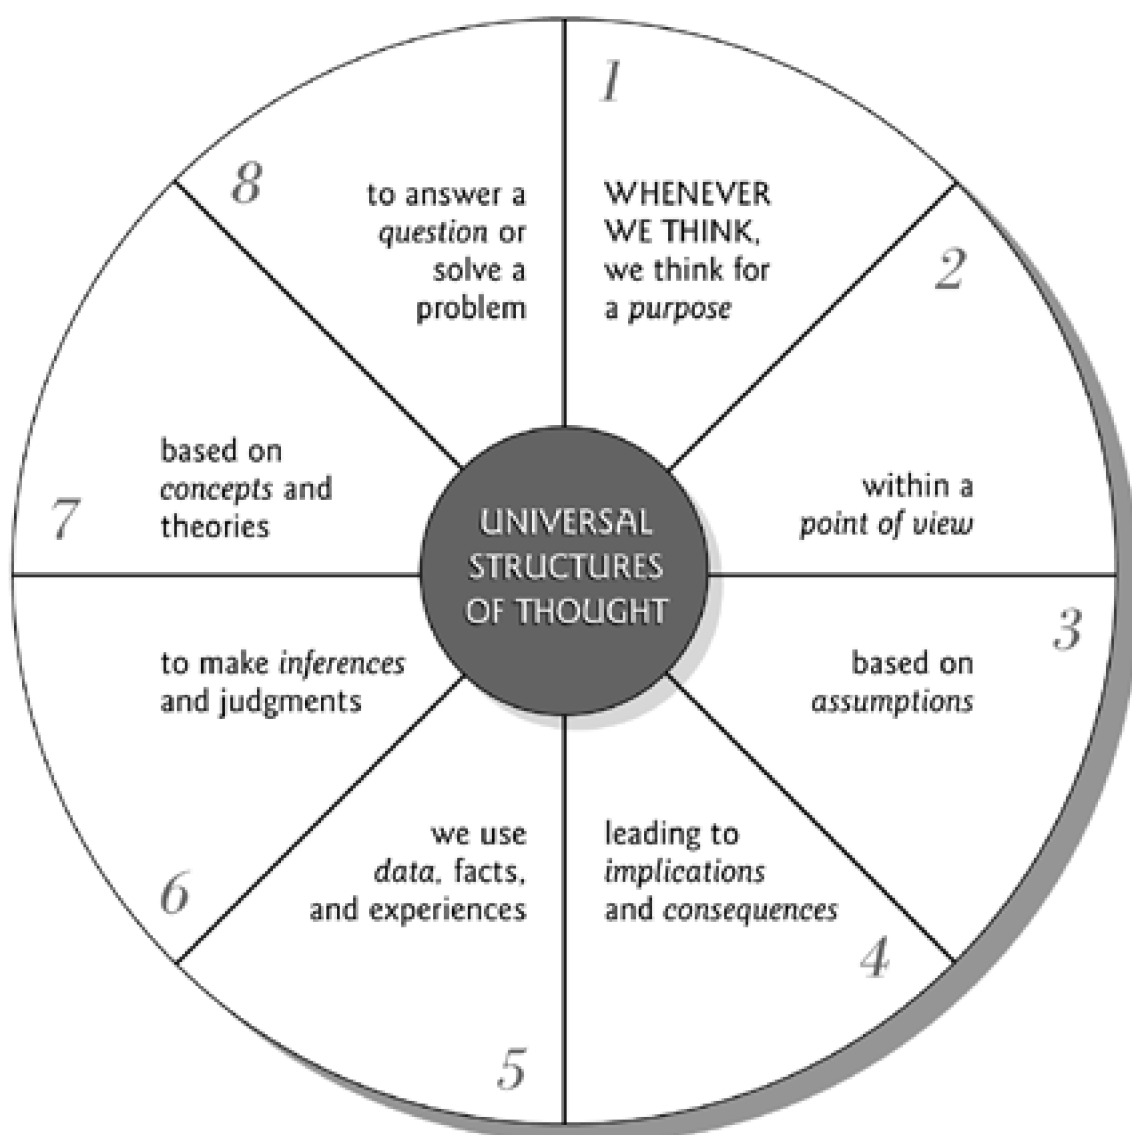 1
WHENEVER
WE THINK,
we think for
a purpose
2
within a
point of view
3
based on
assumptions
4
leading to
implications
and consequences
5
we use
data, facts,
and experiences
6
to make inferences
and judgments
7
based on
concepts and
theories
8
to answer a
question or
solve a
problem
UNIVERSAL
STRUCTURES
OF THOUGHT